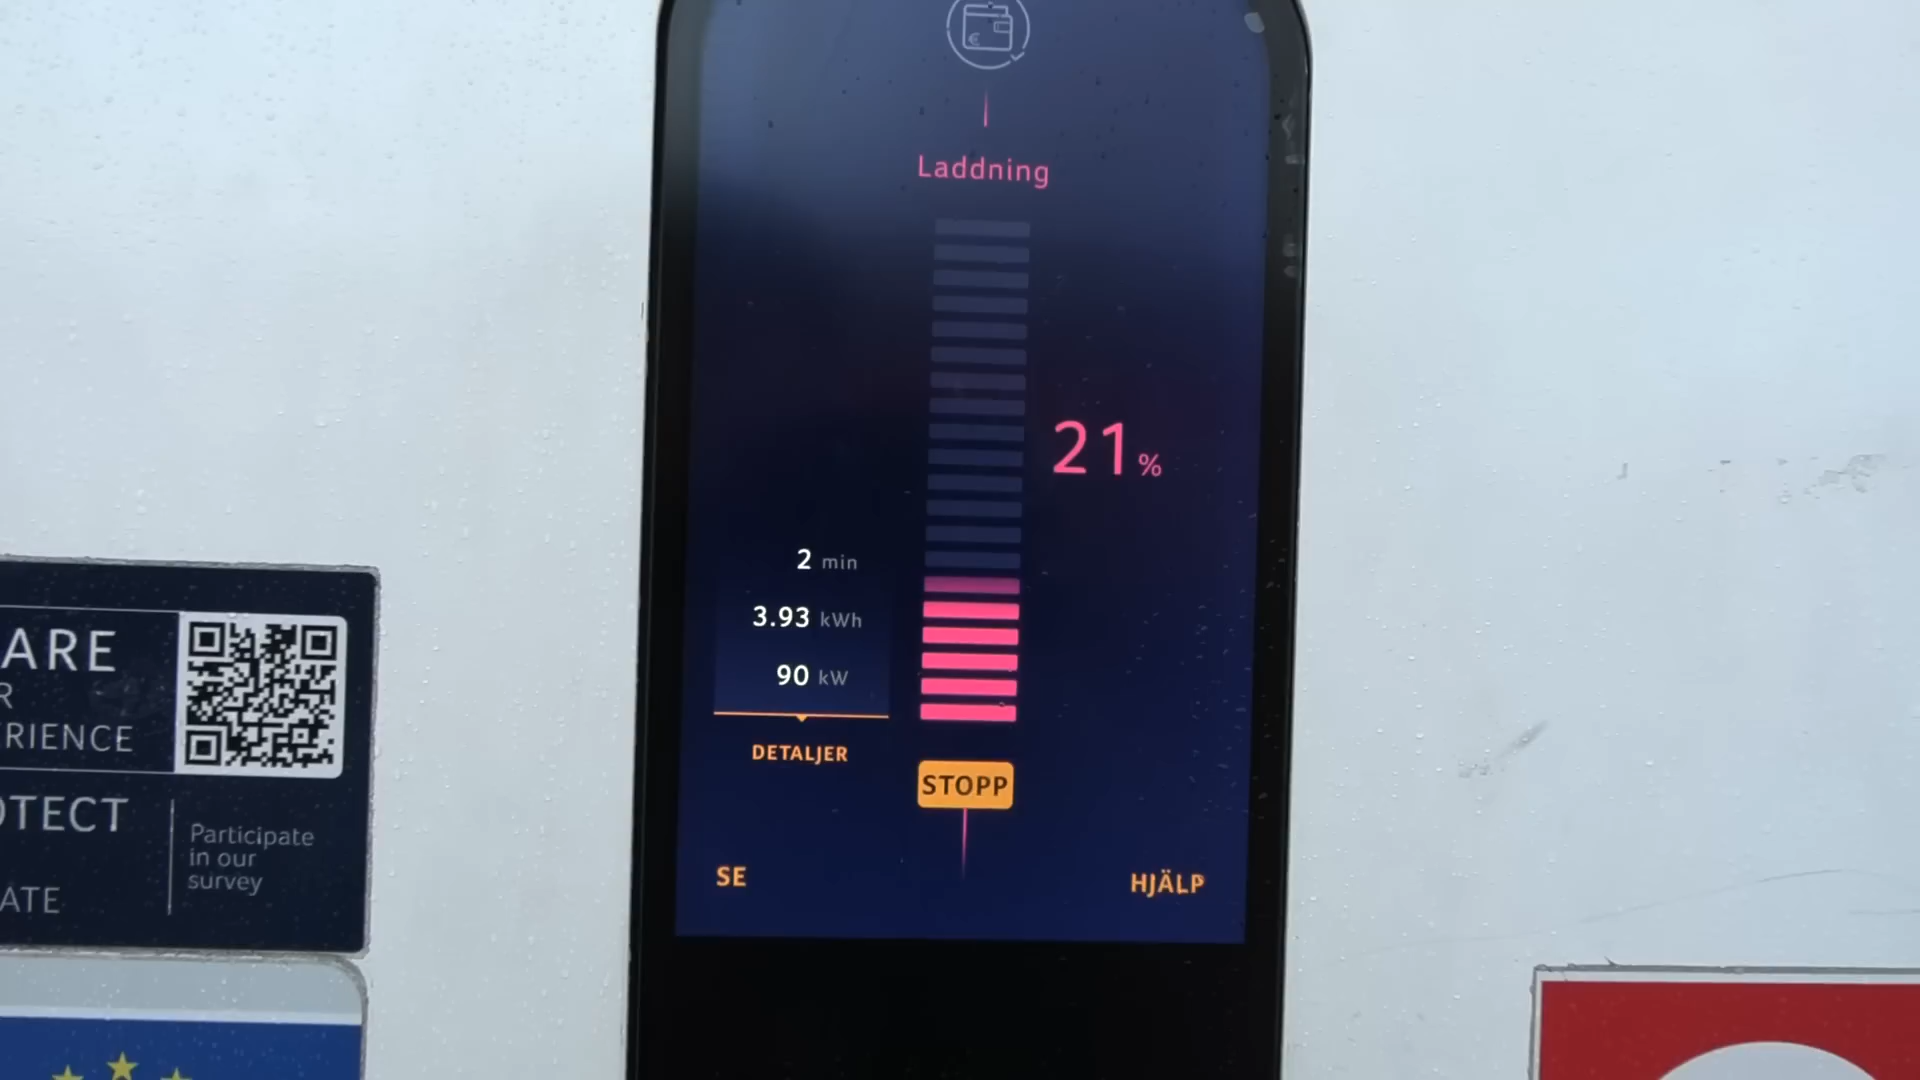 Laddning
21%
2 min
3.93 kWh
90 kW
DETALJER
STOPP
SE
HJÄLP
ARE
R
RIENCE
OTECT
ATE
Participate
in our
survey